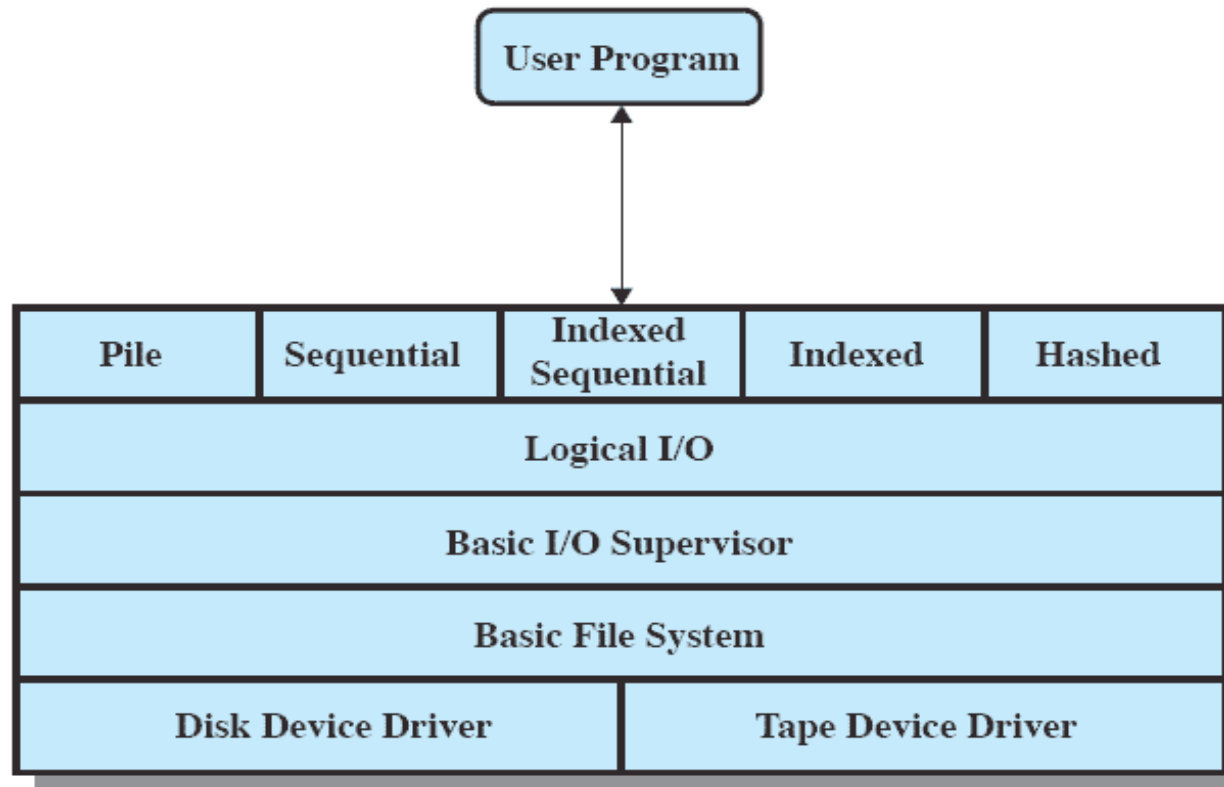 User Program
Pile
Sequential
Indexed
Sequential
Indexed
Hashed
Logical I/O
Basic I/O Supervisor
Basic File System
Disk Device Driver
Tape Device Driver